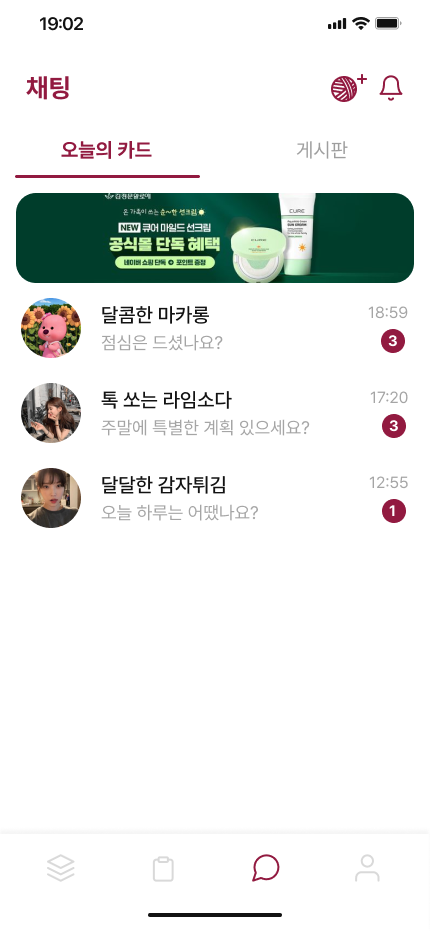 19:02
채팅
오늘의 카드
게시판
온 가족이 쓰는 순~한 선크림
NEW 큐어 마일드 선크림
공식몰 단독 혜택
네이버 쇼핑 단독 포인트 증정
CURE
달콤한 마카롱
18:59
점심은 드셨나요?
3
톡 쏘는 라임소다
17:20
주말에 특별한 계획 있으세요?
3
달달한 감자튀김
12:55
오늘 하루는 어땠나요?
1